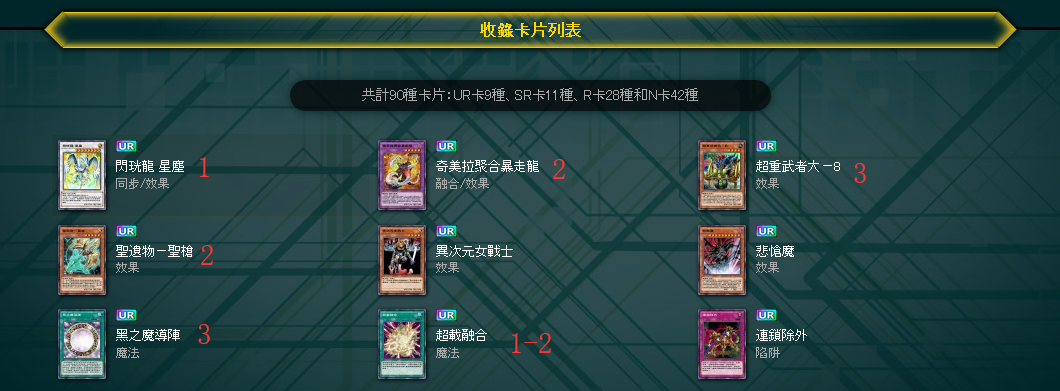 收錄卡片列表
共計90種卡片：UR卡9種、SR卡11種、R卡28種和N卡42種
UR
閃珖龍 星塵 1
同步/效果
UR
奇美拉聚合暴走龍 2
融合/效果
UR
超重武者大－8 3
效果
UR
聖遺物－聖槍 2
效果
UR
異次元女戰士
效果
UR
悲愴魔
效果
UR
黑之魔導陣 3
魔法
UR
超載融合 1-2
魔法
UR
連鎖除外
陷阱